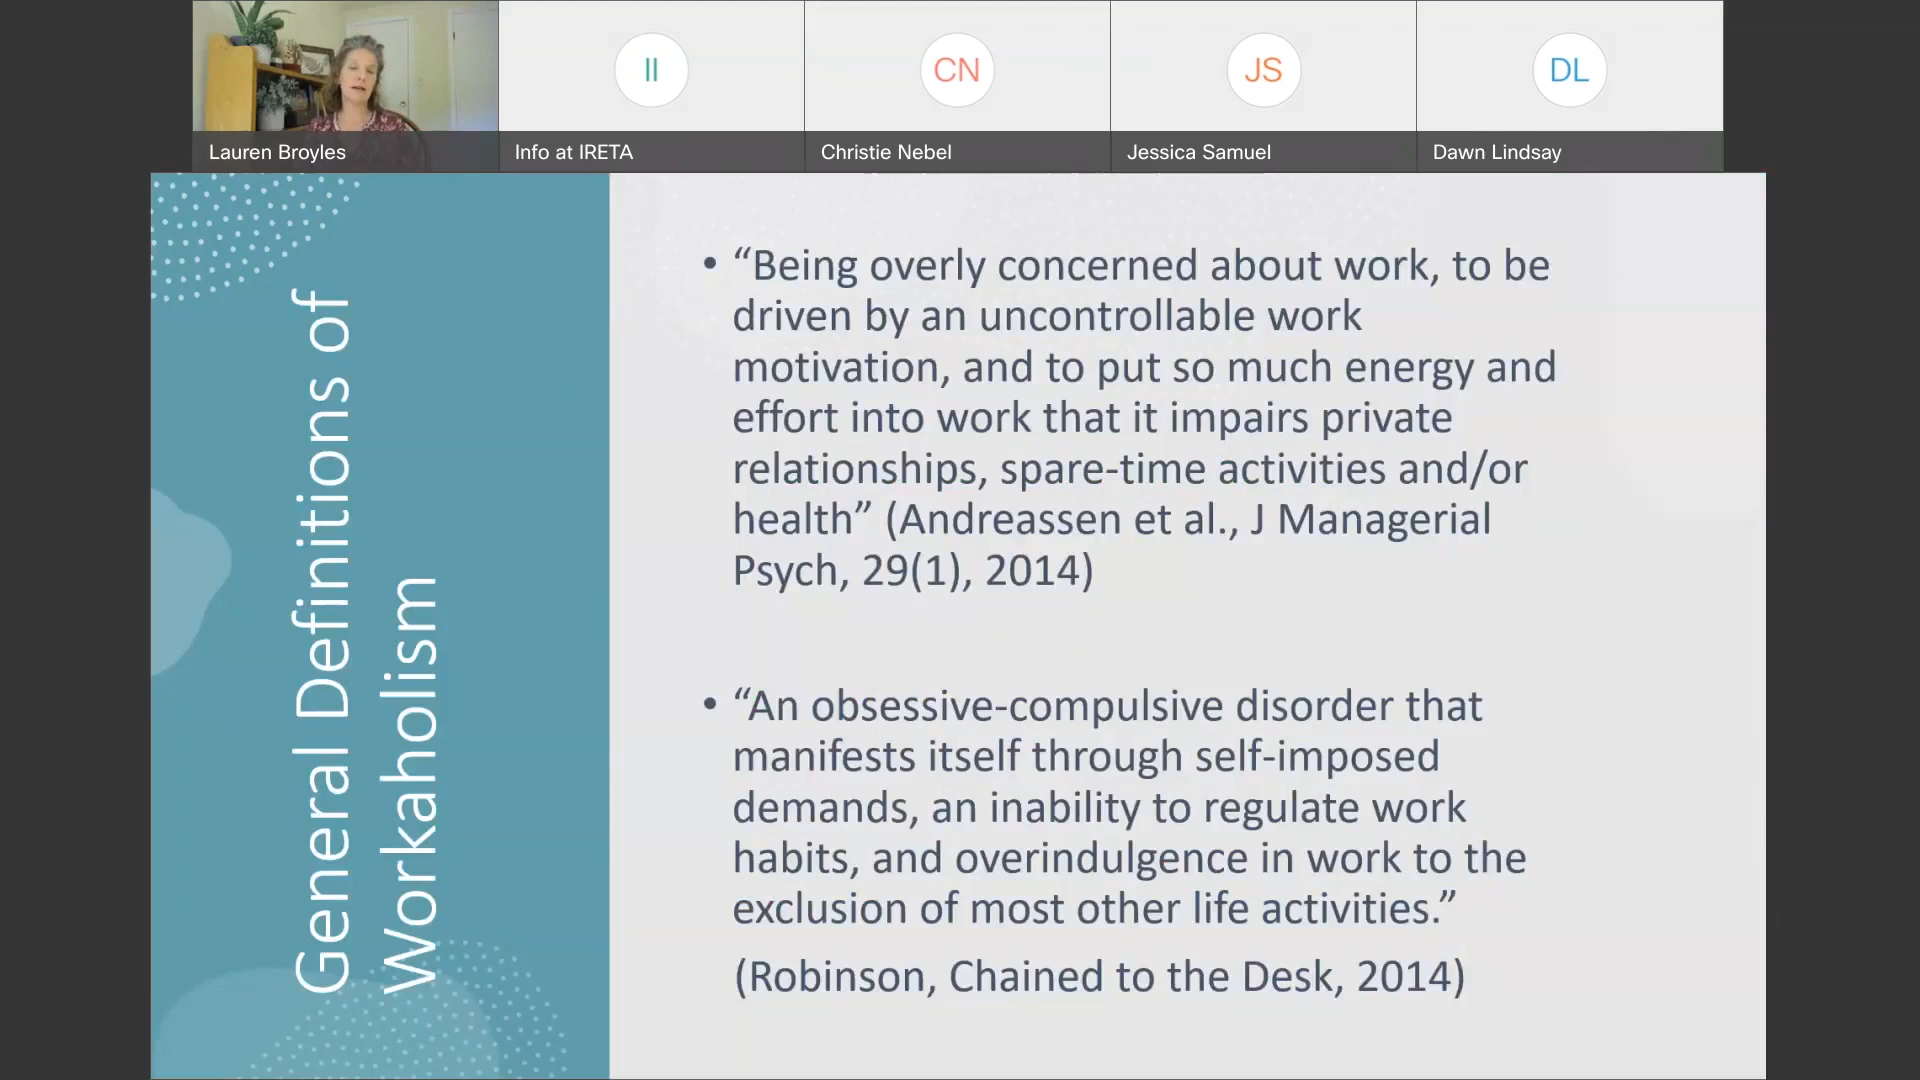 II
CN
JS
DL
Lauren Broyles
Info at IRETA
Christie Nebel
Jessica Samuel
Dawn Lindsay
General Definitions of
Workaholism
• “Being overly concerned about work, to be
driven by an uncontrollable work
motivation, and to put so much energy and
effort into work that it impairs private
relationships, spare-time activities and/or
health” (Andreassen et al., J Managerial
Psych, 29(1), 2014)
• “An obsessive-compulsive disorder that
manifests itself through self-imposed
demands, an inability to regulate work
habits, and overindulgence in work to the
exclusion of most other life activities.”
(Robinson, Chained to the Desk, 2014)